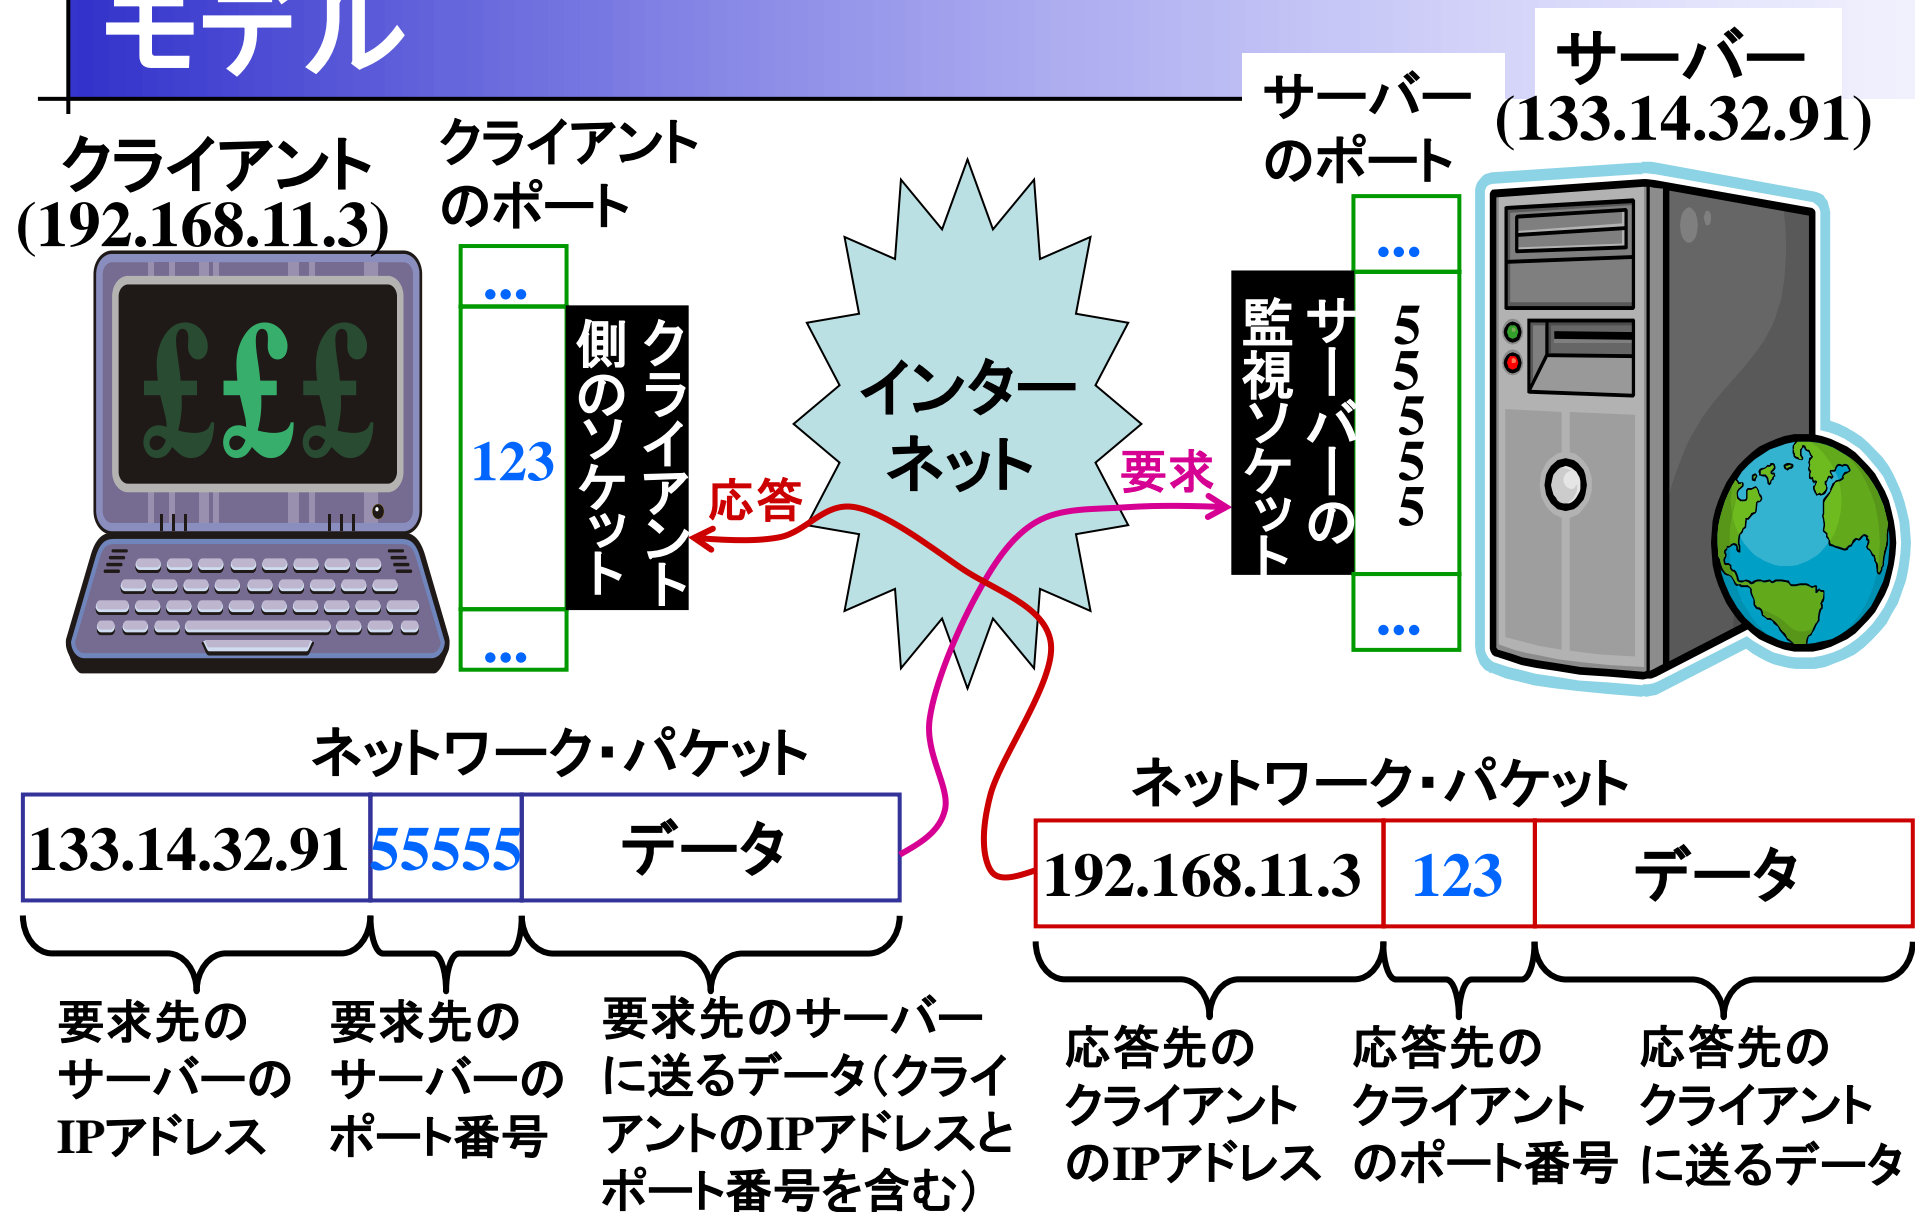 モデル
サーバー
(133.14.32.91)
サーバー
のポート
クライアント
(192.168.11.3)
クライアント
のポート
...
123
...
クライアント
側のソケット
インター
ネット
応答
要求
サーバーの
監視ソケット
...
55555
...
ネットワーク・パケット
133.14.32.91 55555 データ
要求先の
サーバーの
IPアドレス
要求先の
サーバーの
ポート番号
要求先のサーバー
に送るデータ(クライ
アントのIPアドレスと
ポート番号を含む)
ネットワーク・パケット
192.168.11.3 123 データ
応答先の
クライアント
のIPアドレス
応答先の
クライアント
のポート番号
応答先の
クライアント
に送るデータ
£££